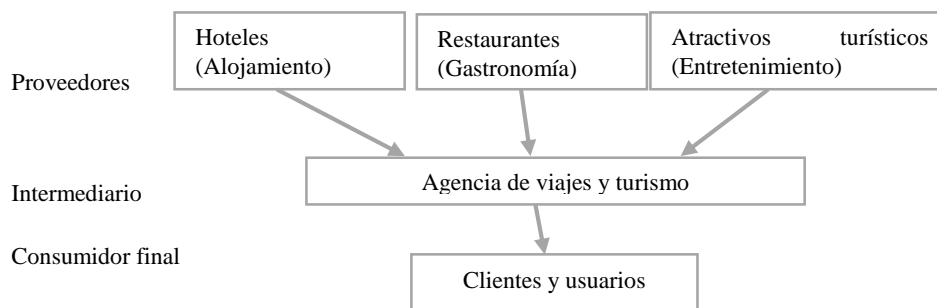 Hoteles
(Alojamiento)
Restaurantes
(Gastronomía)
Atractivos turísticos
(Entretenimiento)
Proveedores
Agencia de viajes y turismo
Intermediario
Consumidor final
Clientes y usuarios